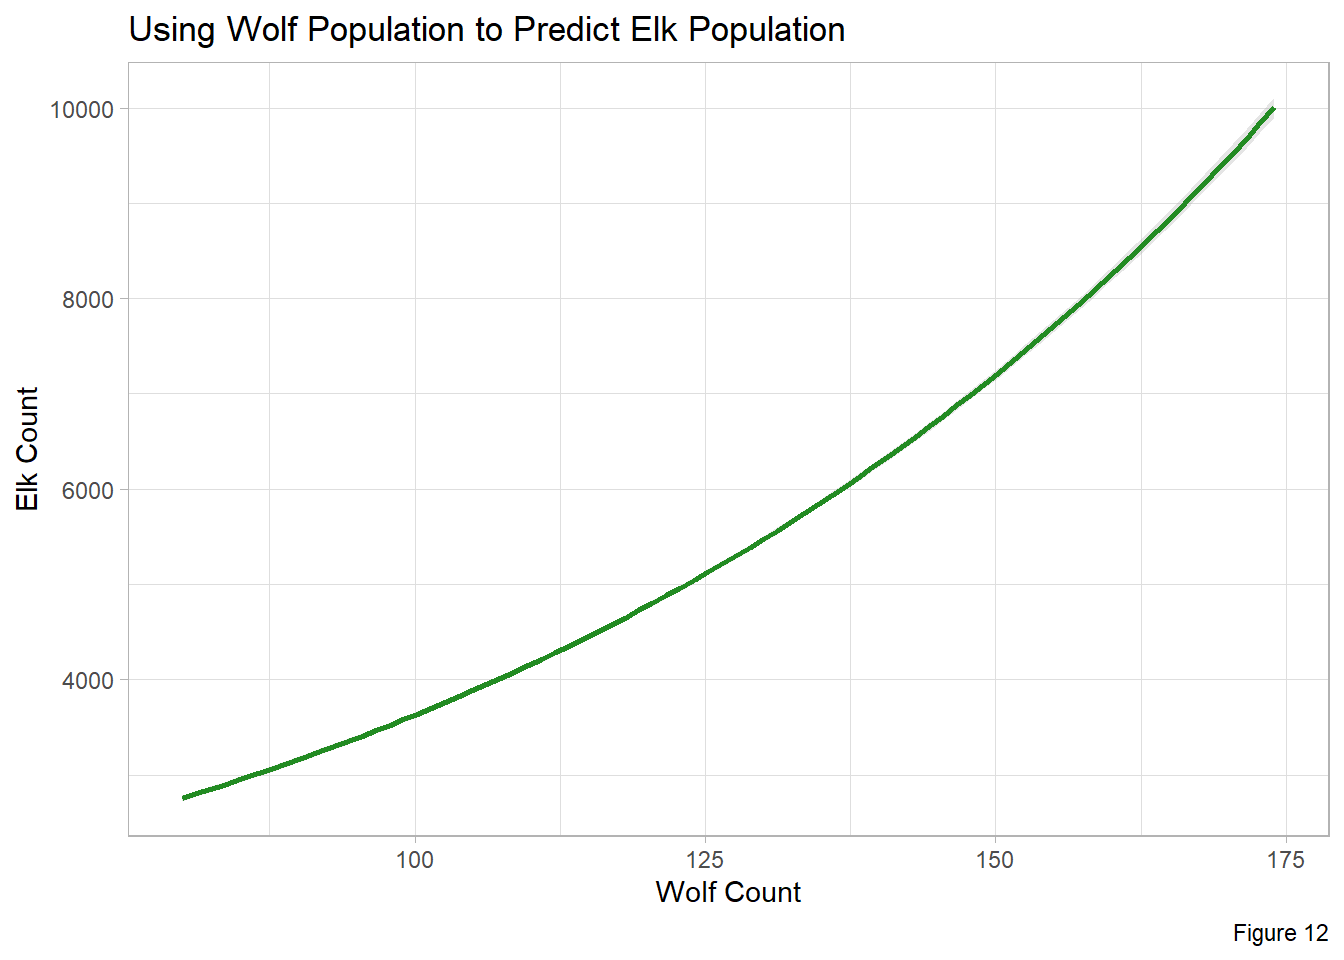 Using Wolf Population to Predict Elk Population
10000
8000
6000
4000
Elk Count
100 125 150 175
Wolf Count
Figure 12